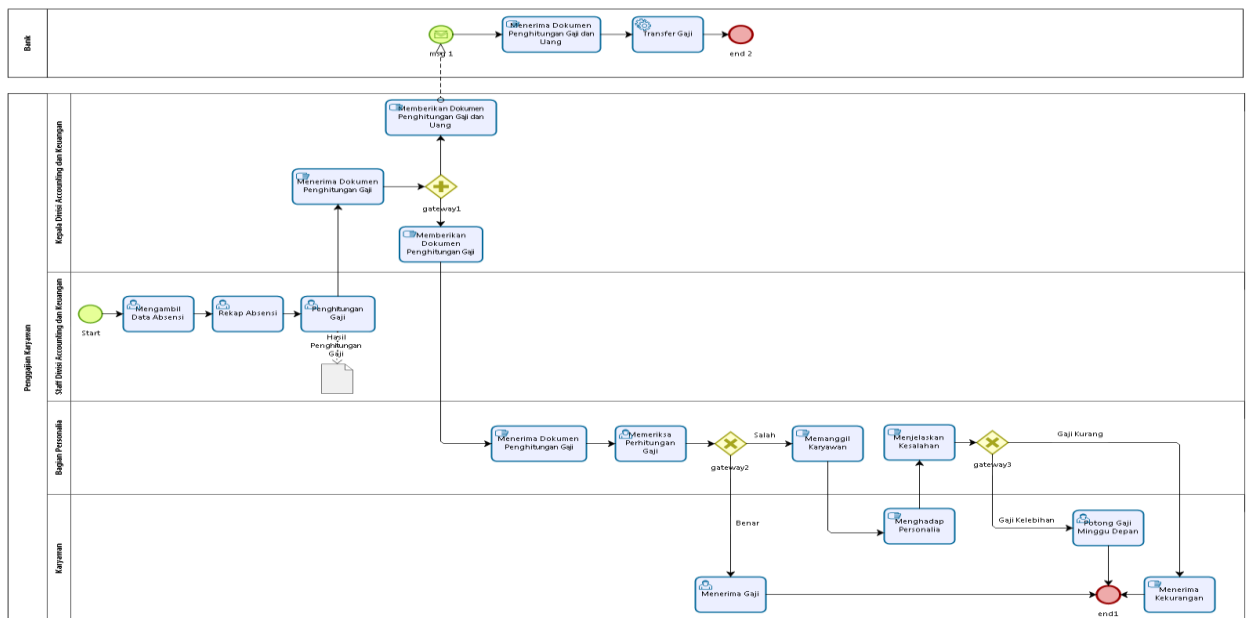 Bank
msg 1
Menerima Dokumen
Penghitungan Gaji dan
Uang
Transfer Gaji
end 2
Penggajian Karyawan
Kepala Divisi Accounting dan Keuangan
Memberikan Dokumen
Penghitungan Gaji dan
Uang
Menerima Dokumen
Penghitungan Gaji
gateway1
Memberikan
Dokumen
Penghitungan Gaji
Staff Divisi Accounting dan Keuangan
Start
Mengambil
Data Absensi
Rekap Absensi
Penghitungan
Gaji
Hasil
Penghitungan
Gaji
Bagian Personalia
Menerima Dokumen
Penghitungan Gaji
Memeriksa
Perhitungan
Gaji
gateway2
Salah
Memanggil
Karyawan
Menjelaskan
Kesalahan
gateway3
Gaji Kurang
Karyawan
Benar
Menghadap
Personalia
Gaji Kelebihan
Potong Gaji
Minggu Depan
Menerima Gaji
end1
Menerima
Kekurangan